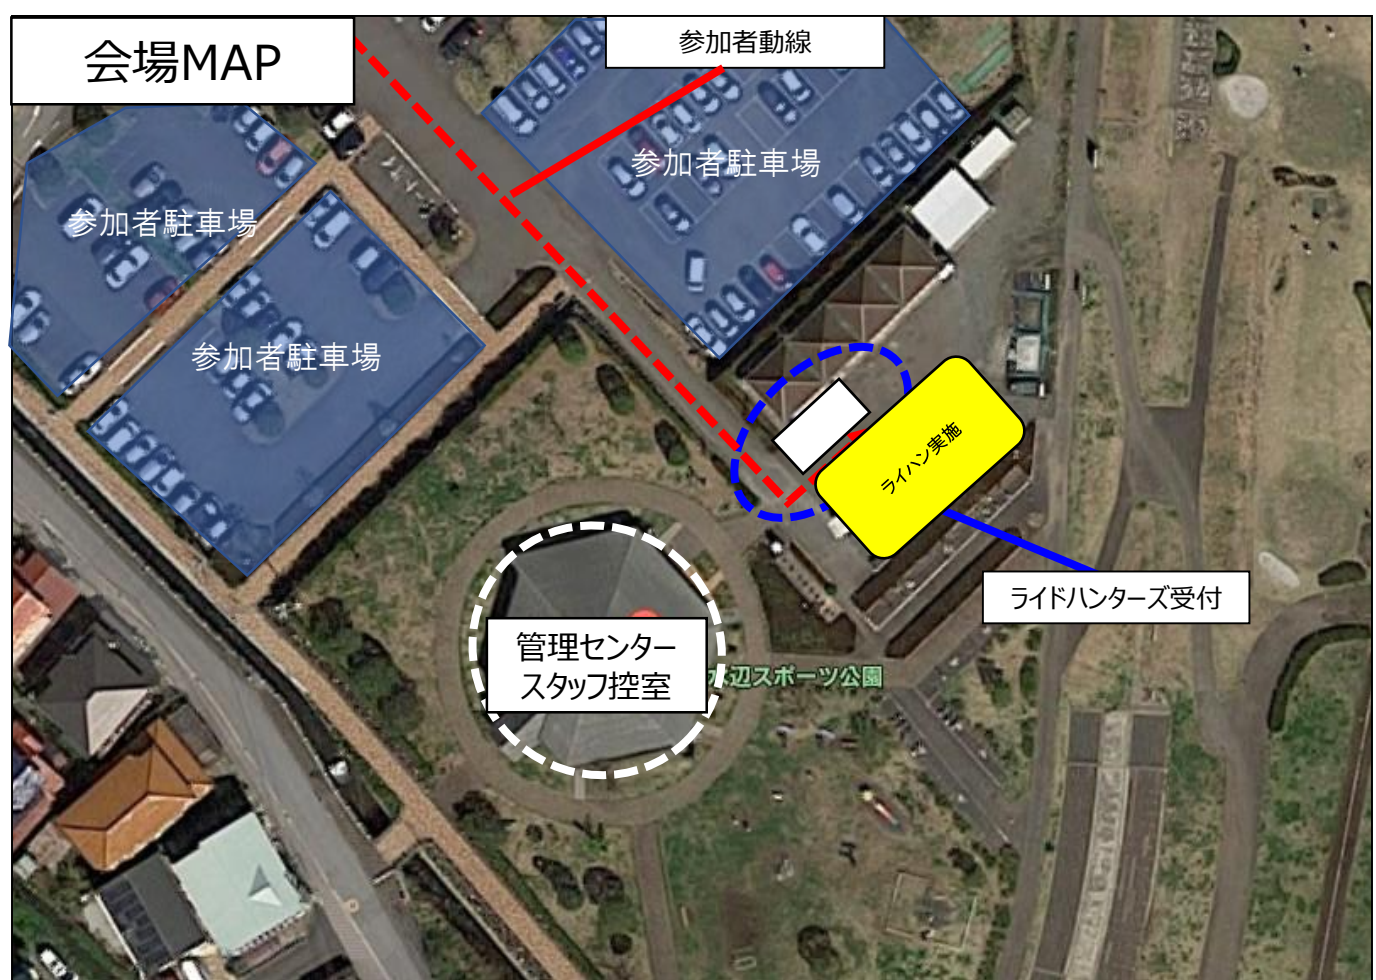 会場MAP
参加者動線
参加者駐車場
参加者駐車場
参加者駐車場
ライハン実施
ライドハンターズ受付
管理センター
スタッフ控室
辺スポーツ公園